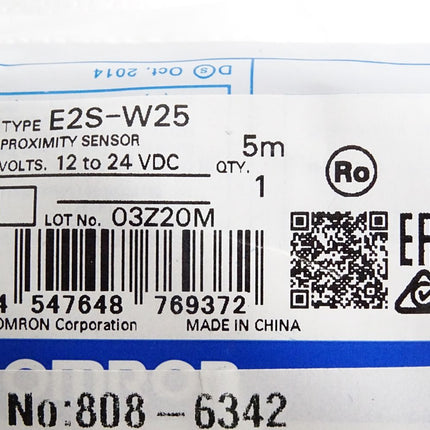 D Ⓢ Oct. 2014
TYPE E2S-W25
PROXIMITY SENSOR
VOLTS. 12 to 24 VDC
5m
QTY. 1
Ro
LOT No. 03Z20M
4 547648 769372
OMRON Corporation MADE IN CHINA
OMRON
No:808-6342